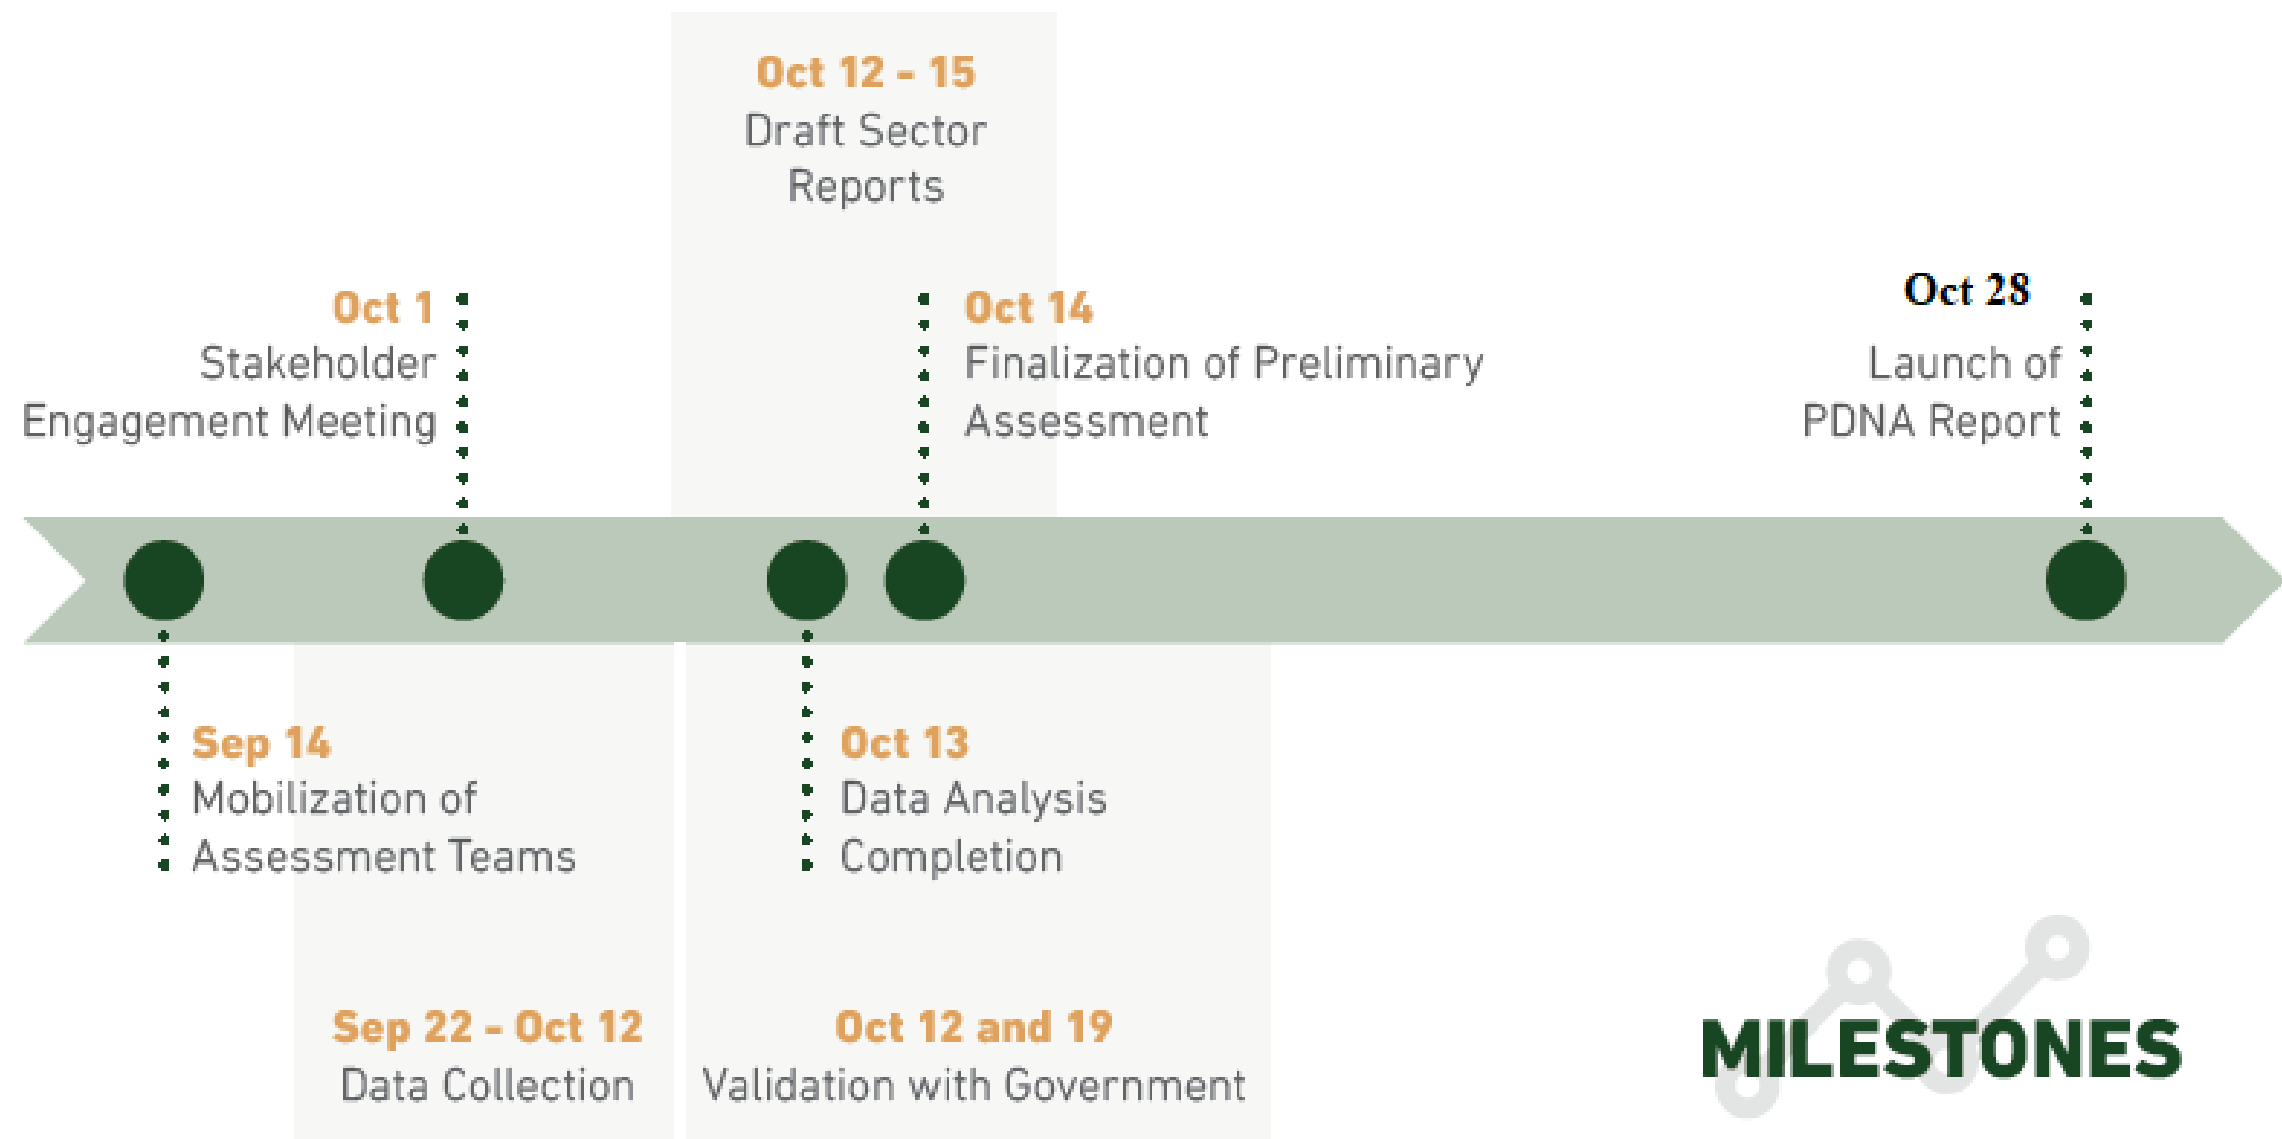 Oct 12 - 15
Draft Sector
Reports
Oct 1
Stakeholder
Engagement Meeting
Oct 14
Finalization of Preliminary
Assessment
Oct 28
Launch of
PDNA Report
Sep 14
Mobilization of
Assessment Teams
Oct 13
Data Analysis
Completion
Sep 22 - Oct 12
Data Collection
Oct 12 and 19
Validation with Government
MILESTONES